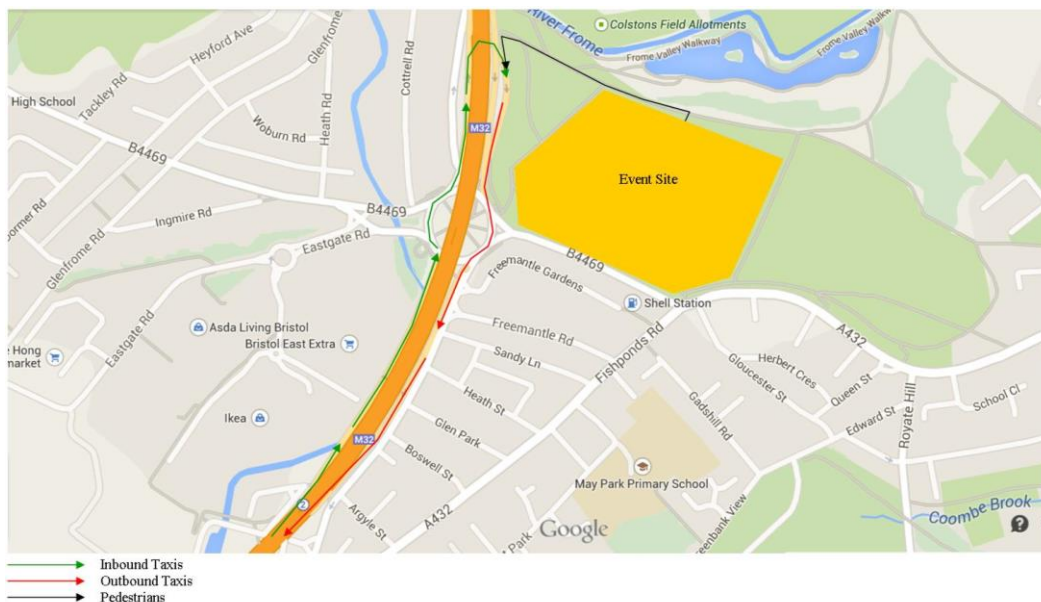 Colstons Field Allotments
River Frome
Frome Valley Walkway
Frome Valley Walkw
Heyford Ave
Glenfrome
Tackley Rd
High School
Cottrell Rd
Heath Rd
Woburn Rd
M32
B4469
Event Site
Ingmire Rd
B4469
Dormer Rd
Glenfrome Rd
Eastgate Rd
B4469
Freemantle Gardens
Shell Station
Asda Living Bristol
Bristol East Extra
Eastgate Rd
Hong
market
Freemantle Rd
Fishponds Rd
A432
Sandy Ln
Herbert Cres
Gloucester St
Queen St
Gadshill Rd
Edward St
School Cl
Royate Hill
Heath St
Ikea
Glen Park
M32
Boswell St
May Park Primary School
2
Argyle St
A432
Google
Park
eenbank View
Coombe Brook
?
Inbound Taxis
Outbound Taxis
Pedestrians